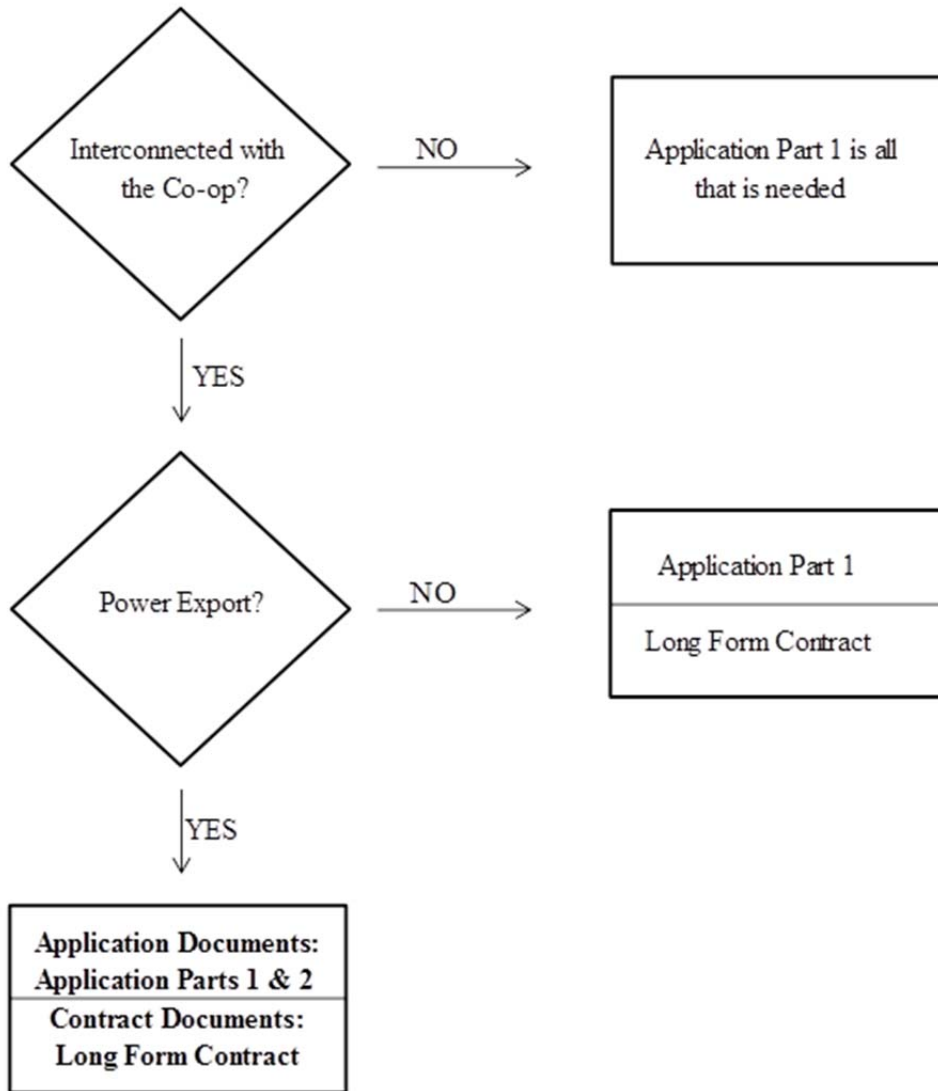 Interconnected with
the Co-op?
NO
Application Part 1 is all
that is needed
YES
Power Export?
NO
Application Part 1
Long Form Contract
YES
Application Documents:
Application Parts 1 & 2
Contract Documents:
Long Form Contract